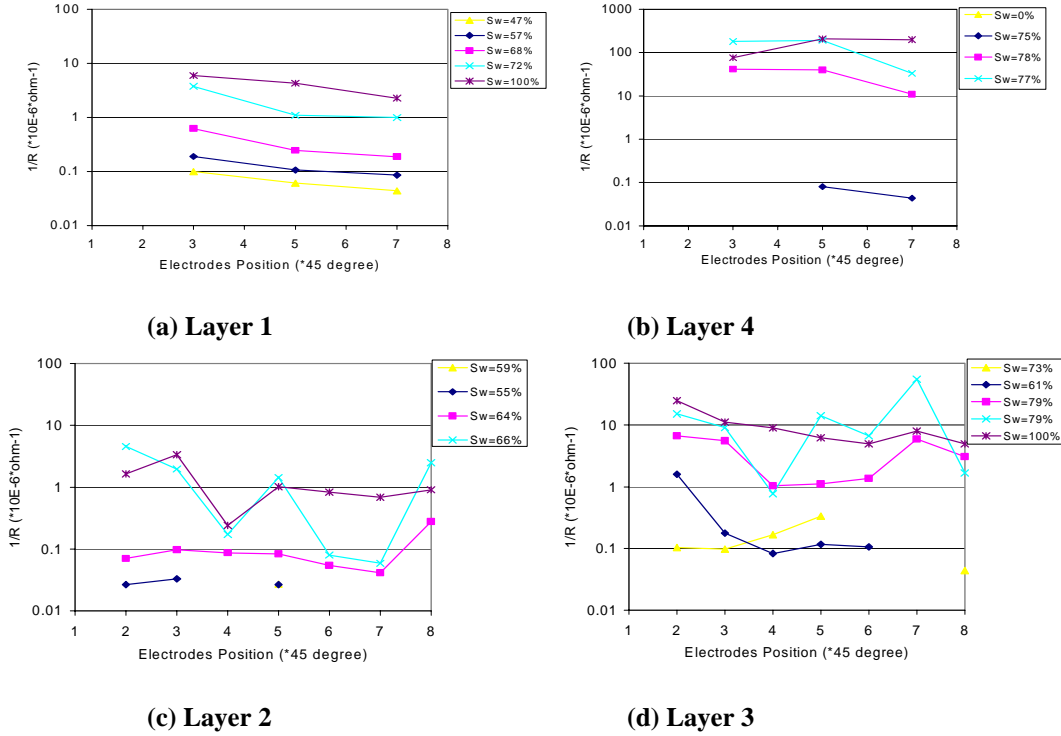 100
10
1
0.1
0.01
1/R (*10E-6*ohm-1)
1 2 3 4 5 6 7 8
Electrodes Position (*45 degree)
Sw=47%
Sw=57%
Sw=68%
Sw=72%
Sw=100%
(a) Layer 1
1000
100
10
1
0.1
0.01
1/R (*10E-6*ohm-1)
1 2 3 4 5 6 7 8
Electrodes Position (*45 degree)
Sw=0%
Sw=75%
Sw=78%
Sw=77%
(b) Layer 4
100
10
1
0.1
0.01
1/R (*10E-6*ohm-1)
1 2 3 4 5 6 7 8
Electrodes Position (*45 degree)
Sw=59%
Sw=55%
Sw=64%
Sw=66%
(c) Layer 2
100
10
1
0.1
0.01
1/R (*10E-6*ohm-1)
1 2 3 4 5 6 7 8
Electrodes Position (*45 degree)
Sw=73%
Sw=61%
Sw=79%
Sw=79%
Sw=100%
(d) Layer 3